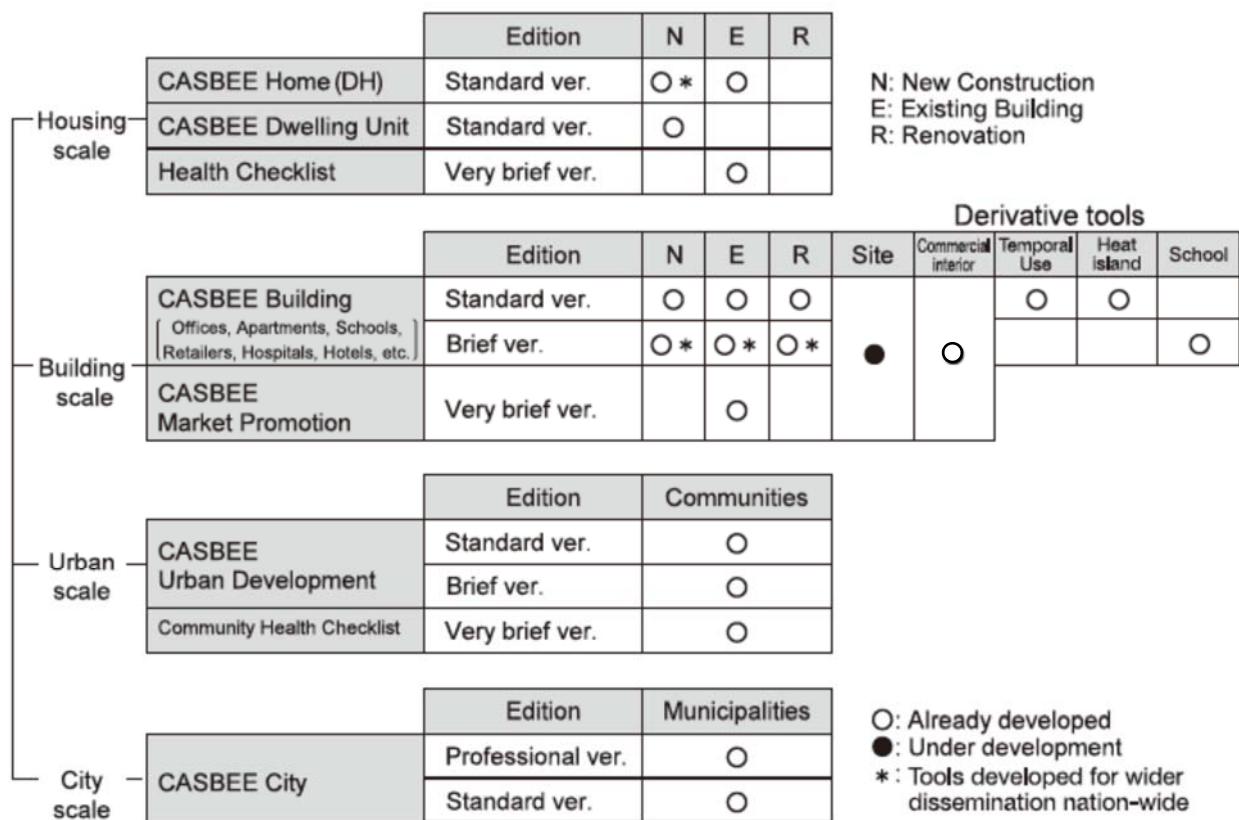 Edition N E R
CASBEE Home (DH) Standard ver. ○* ○
CASBEE Dwelling Unit Standard ver. ○
Health Checklist Very brief ver. ○
Housing
scale
N: New Construction
E: Existing Building
R: Renovation
Derivative tools
Edition N E R Site Commercial interior Temporal Use Heat island School
CASBEE Building Standard ver. ○ ○ ○ ○ ○
Offices, Apartments, Schools,
Retailers, Hospitals, Hotels, etc.
Brief ver. ○* ○* ○* ● ○ ○
CASBEE
Market Promotion Very brief ver. ○
Building
scale
Edition Communities
CASBEE
Urban Development
Standard ver. ○
Brief ver. ○
Community Health Checklist Very brief ver. ○
Urban
scale
Edition Municipalities
CASBEE City Professional ver. ○
Standard ver. ○
City
scale
○: Already developed
●: Under development
*: Tools developed for wider
dissemination nation-wide